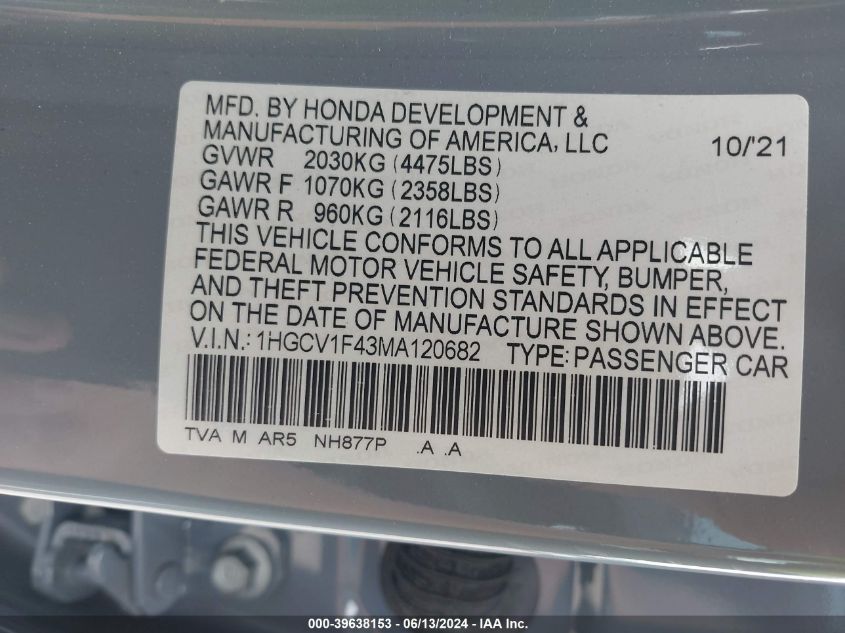 MFD. BY HONDA DEVELOPMENT &
MANUFACTURING OF AMERICA, LLC 10/'21
GVWR 2030KG (4475LBS)
GAWR F 1070KG (2358LBS)
GAWR R 960KG (2116LBS)
THIS VEHICLE CONFORMS TO ALL APPLICABLE
FEDERAL MOTOR VEHICLE SAFETY, BUMPER,
AND THEFT PREVENTION STANDARDS IN EFFECT
ON THE DATE OF MANUFACTURE SHOWN ABOVE.
V.I.N.: 1HGCV1F43MA120682 TYPE: PASSENGER CAR
TVA M AR5 NH877P .A .A
000-39638153 - 06/13/2024 - IAA Inc.